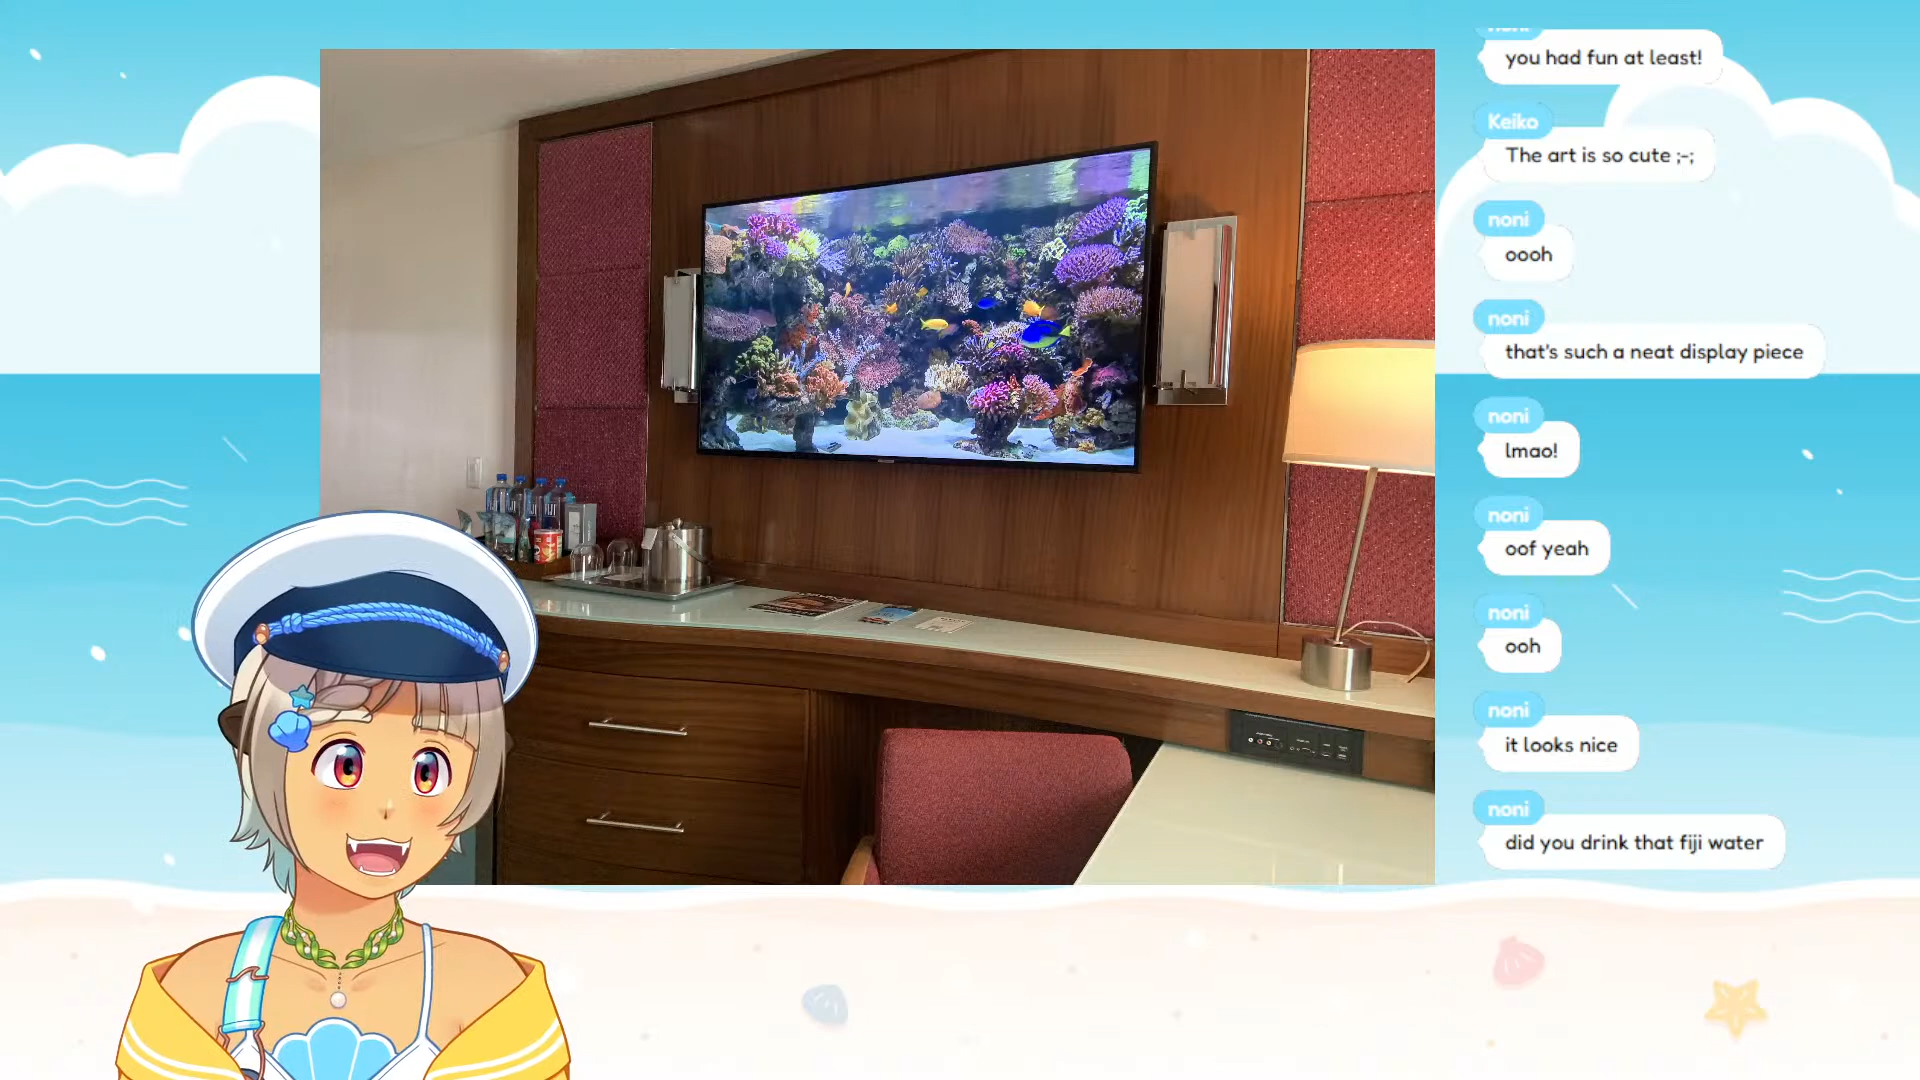 noni
you had fun at least!
Keiko
The art is so cute ;-;
noni
oooh
noni
that's such a neat display piece
noni
lmao!
noni
oof yeah
noni
ooh
noni
it looks nice
noni
did you drink that fiji water